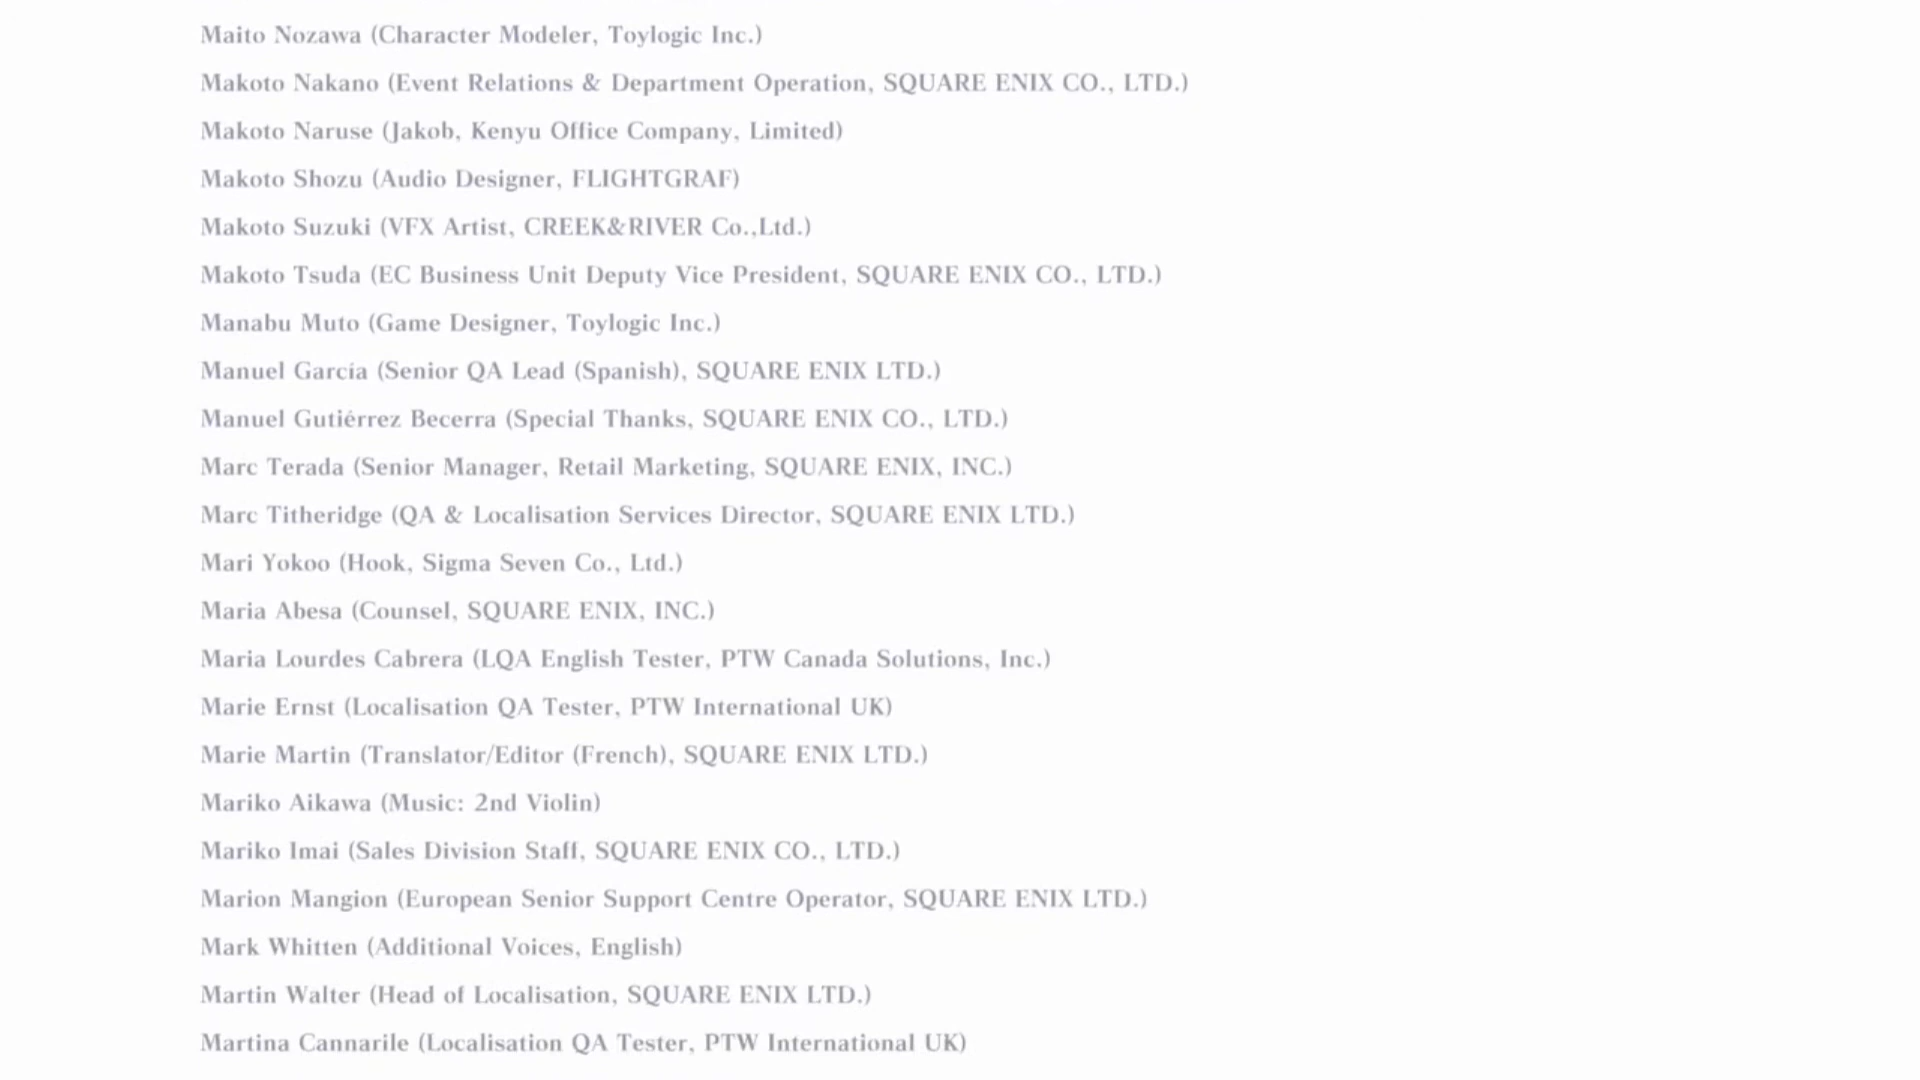 Maito Nozawa (Character Modeler, Toylogic Inc.)
Makoto Nakano (Event Relations & Department Operation, SQUARE ENIX CO., LTD.)
Makoto Naruse (Jakob, Kenyu Office Company, Limited)
Makoto Shozu (Audio Designer, FLIGHTGRAF)
Makoto Suzuki (VFX Artist, CREEK&RIVER Co.,Ltd.)
Makoto Tsuda (EC Business Unit Deputy Vice President, SQUARE ENIX CO., LTD.)
Manabu Muto (Game Designer, Toylogic Inc.)
Manuel García (Senior QA Lead (Spanish), SQUARE ENIX LTD.)
Manuel Gutiérrez Becerra (Special Thanks, SQUARE ENIX CO., LTD.)
Marc Terada (Senior Manager, Retail Marketing, SQUARE ENIX, INC.)
Marc Titheridge (QA & Localisation Services Director, SQUARE ENIX LTD.)
Mari Yokoo (Hook, Sigma Seven Co., Ltd.)
Maria Abesa (Counsel, SQUARE ENIX, INC.)
Maria Lourdes Cabrera (LQA English Tester, PTW Canada Solutions, Inc.)
Marie Ernst (Localisation QA Tester, PTW International UK)
Marie Martin (Translator/Editor (French), SQUARE ENIX LTD.)
Mariko Aikawa (Music: 2nd Violin)
Mariko Imai (Sales Division Staff, SQUARE ENIX CO., LTD.)
Marion Mangion (European Senior Support Centre Operator, SQUARE ENIX LTD.)
Mark Whitten (Additional Voices, English)
Martin Walter (Head of Localisation, SQUARE ENIX LTD.)
Martina Cannarile (Localisation QA Tester, PTW International UK)